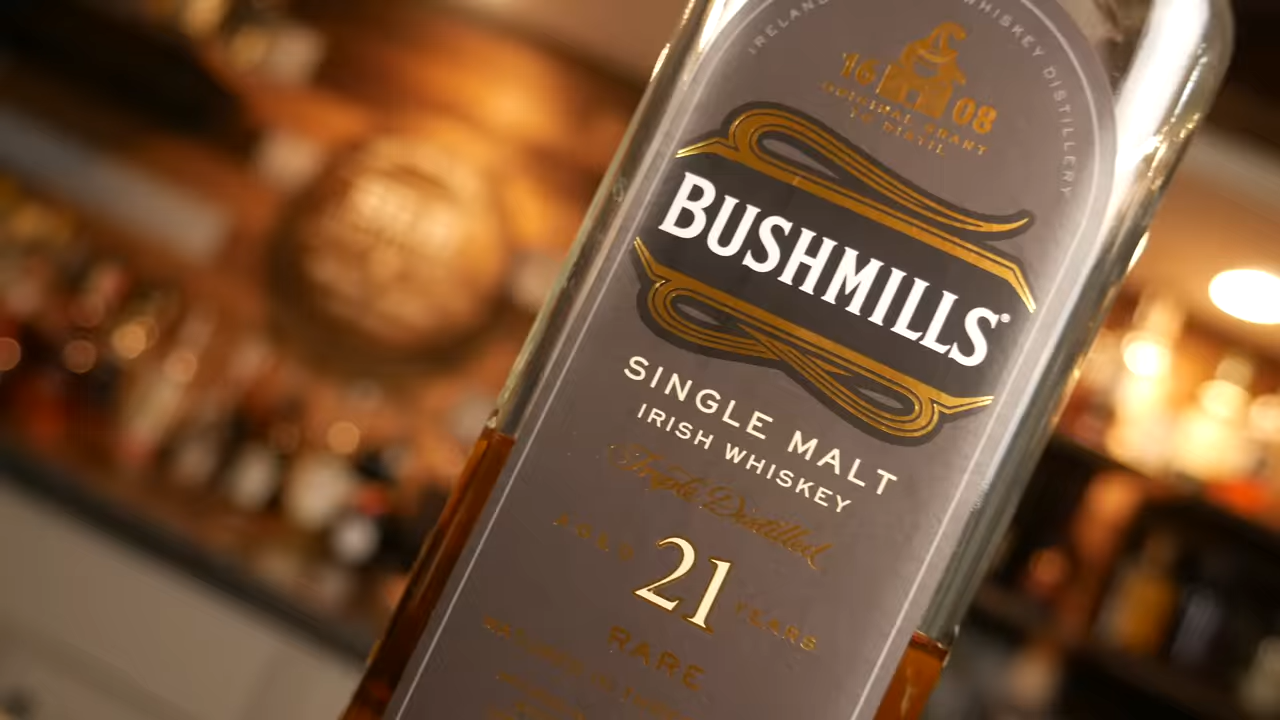 IRELAND
WHISKEY DISTILLERY
16 08
ORIGINAL GRANT
TO DISTIL
BUSHMILLS®
SINGLE MALT
IRISH WHISKEY
Triple Distilled
AGED 21 YEARS
RARE